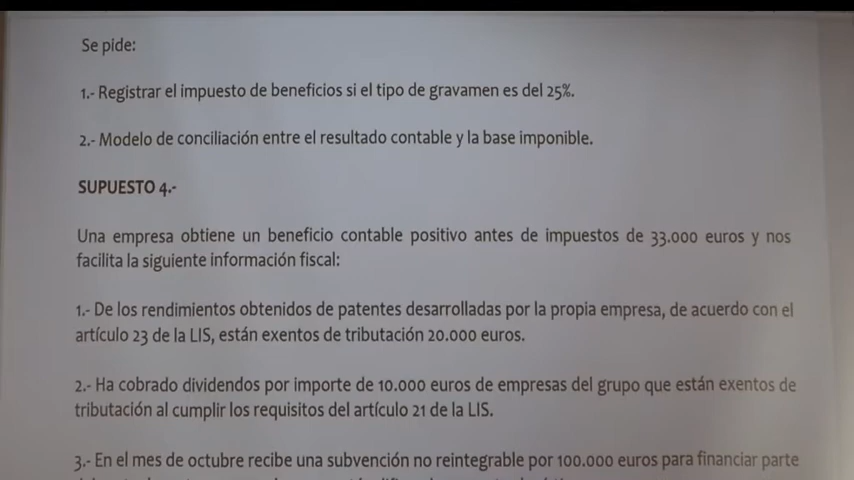 Se pide:
1.- Registrar el impuesto de beneficios si el tipo de gravamen es del 25%.
2.- Modelo de conciliación entre el resultado contable y la base imponible.
SUPUESTO 4.-
Una empresa obtiene un beneficio contable positivo antes de impuestos de 33.000 euros y nos
facilita la siguiente información fiscal:
1.- De los rendimientos obtenidos de patentes desarrolladas por la propia empresa, de acuerdo con el
artículo 23 de la LIS, están exentos de tributación 20.000 euros.
2.- Ha cobrado dividendos por importe de 10.000 euros de empresas del grupo que están exentos de
tributación al cumplir los requisitos del artículo 21 de la LIS.
3.- En el mes de octubre recibe una subvención no reintegrable por 100.000 euros para financiar parte